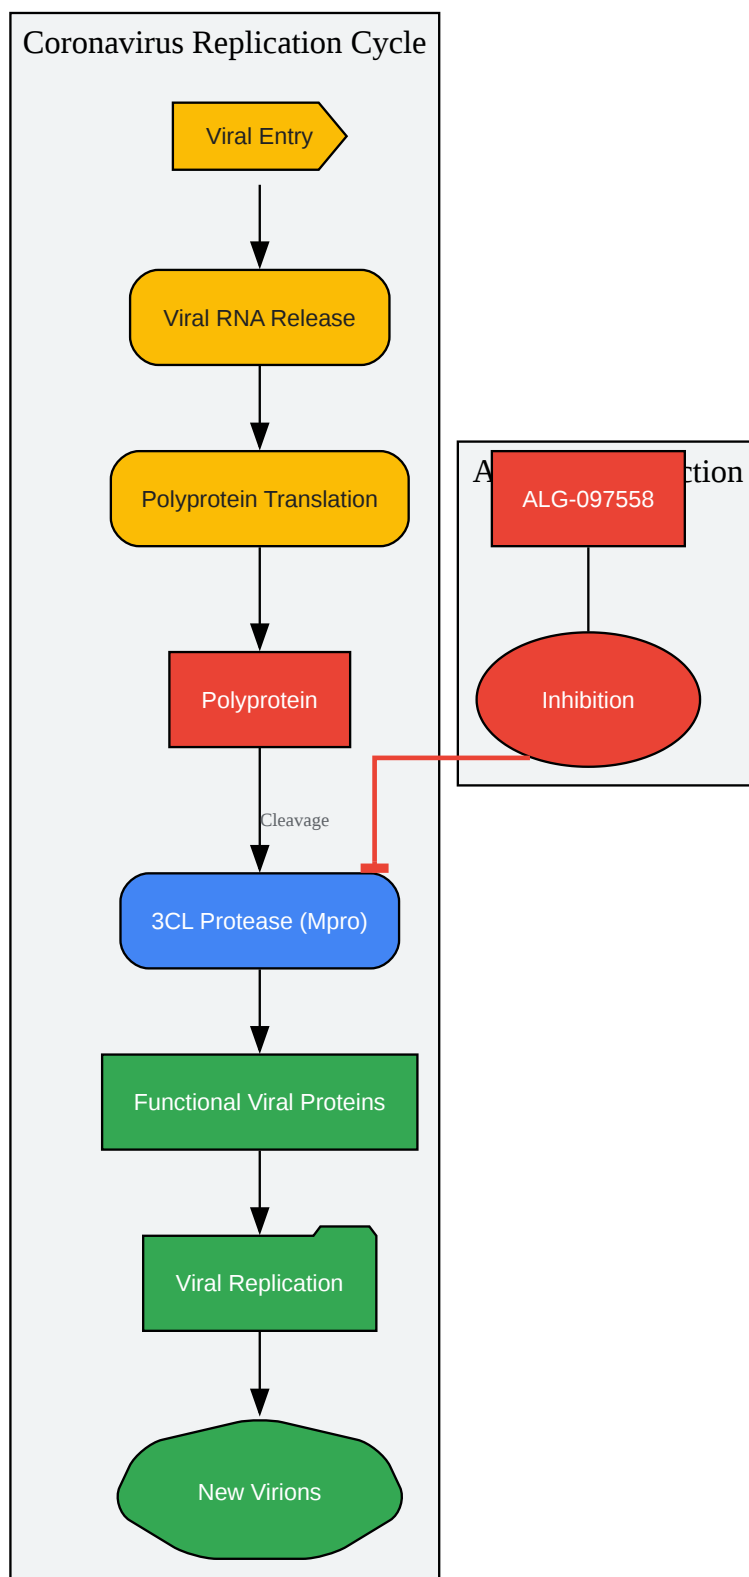 Coronavirus Replication Cycle
Viral Entry
Viral RNA Release
Polyprotein Translation
ALG-097558
Polyprotein
Inhibition
Cleavage
3CL Protease (Mpro)
Functional Viral Proteins
Viral Replication
New Virions